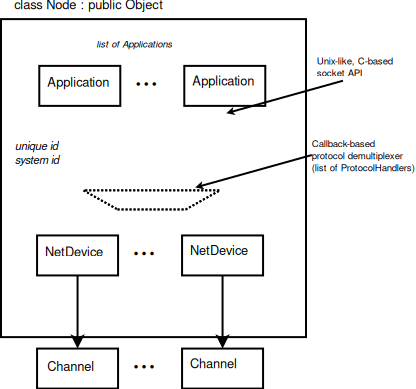 class Node : public Object
list of Applications
Application
Application
Unix-like, C-based
socket API
unique id
system id
Callback-based
protocol demultiplexer
(list of ProtocolHandlers)
NetDevice
NetDevice
Channel
Channel